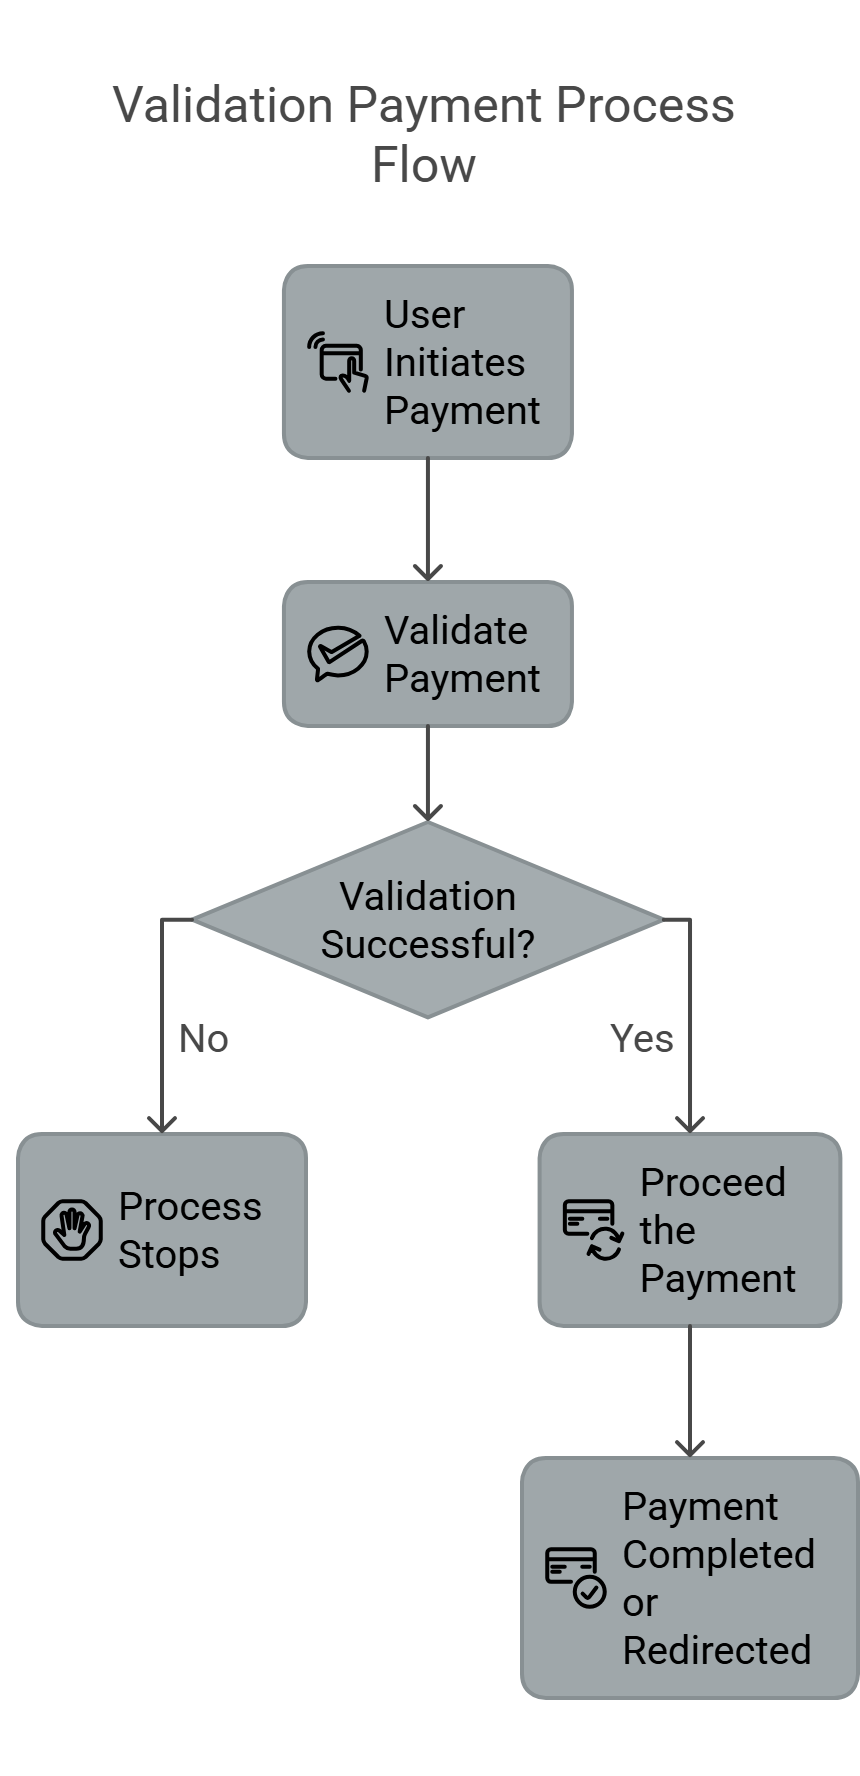 Validation Payment Process
Flow
User
Initiates
Payment
Validate
Payment
Validation
Successful?
No
Yes
Process
Stops
Proceed
the
Payment
Payment
Completed
or
Redirected